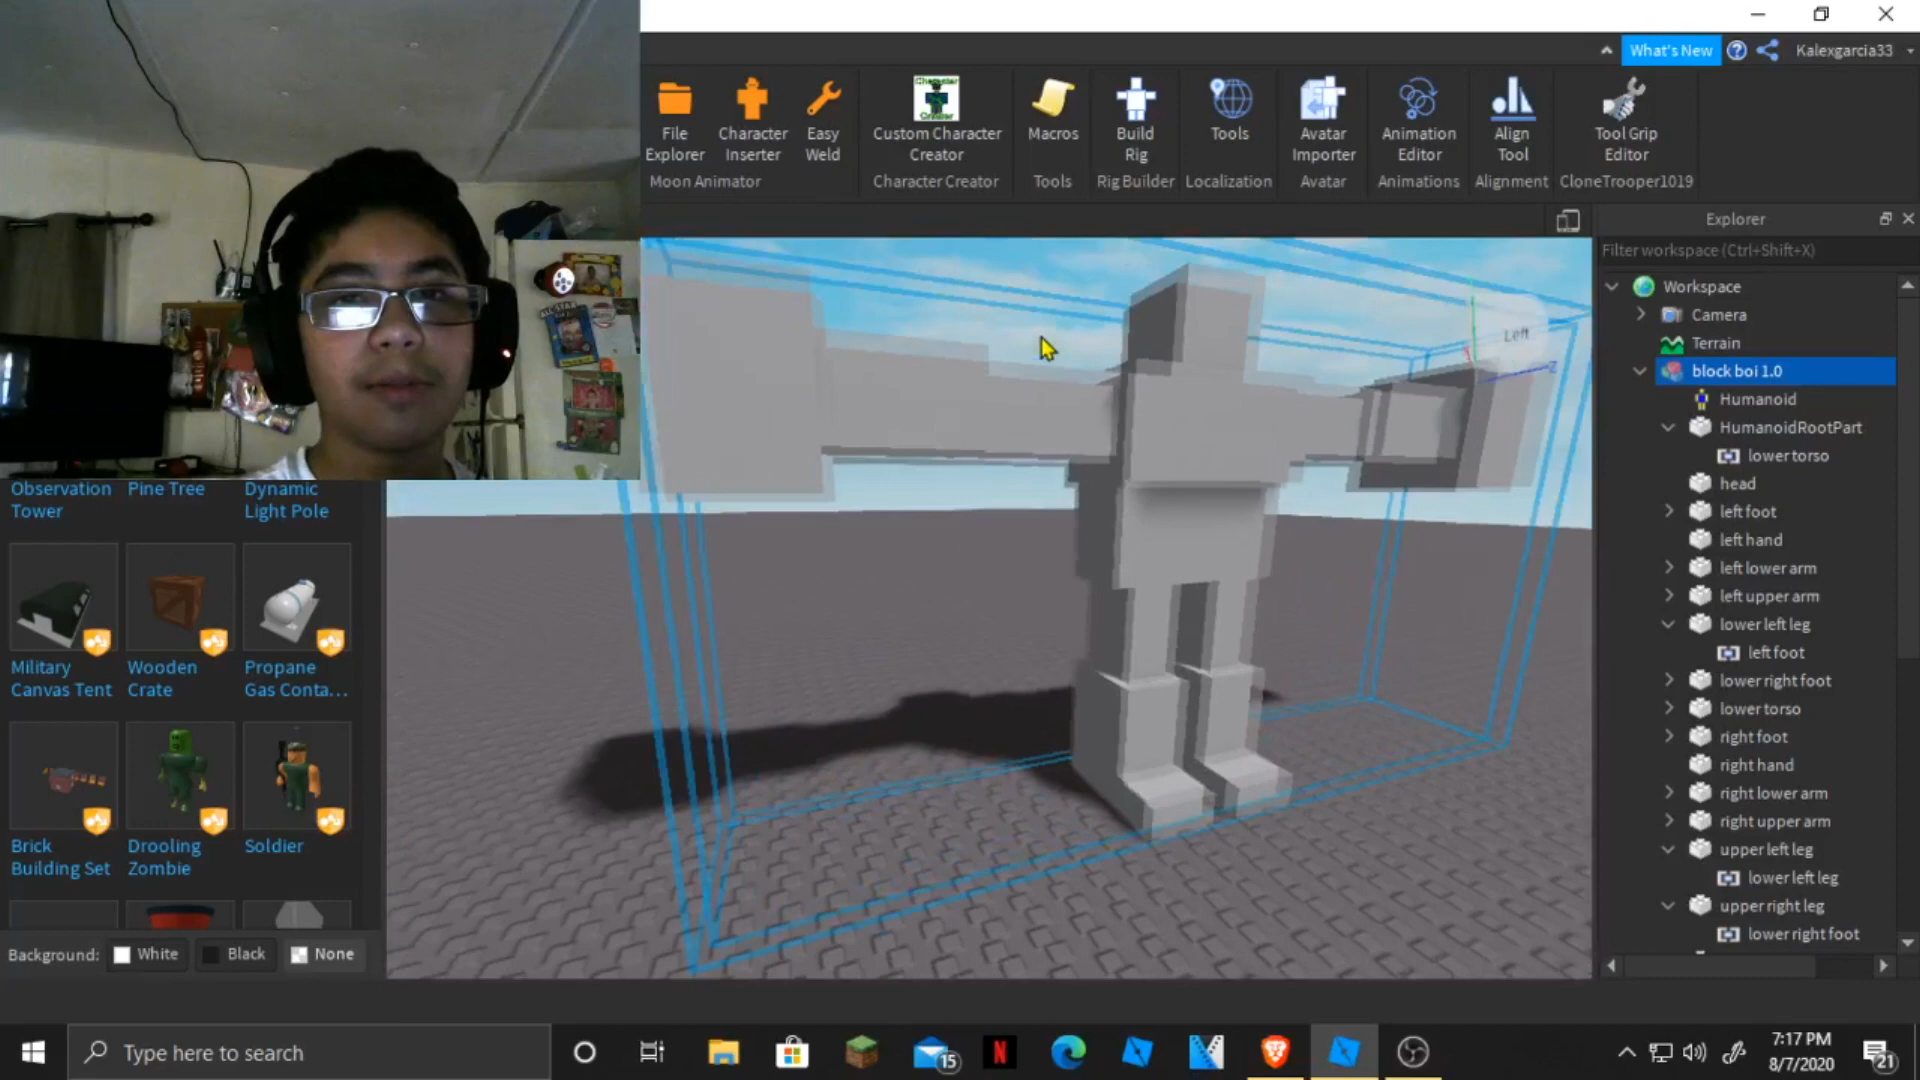 What's New
Kalexgarcia33
File Explorer
Character Inserter
Easy Weld
Moon Animator
Custom Character Creator
Character Creator
Macros
Tools
Build Rig
Rig Builder
Tools
Localization
Avatar Importer
Avatar
Animation Editor
Animations
Align Tool
Alignment
Tool Grip Editor
CloneTrooper1019
Explorer
Filter workspace (Ctrl+Shift+X)
Workspace
Camera
Terrain
block boi 1.0
Humanoid
HumanoidRootPart
lower torso
head
left foot
left hand
left lower arm
left upper arm
lower left leg
left foot
lower right foot
lower torso
right foot
right hand
right lower arm
right upper arm
upper left leg
lower left leg
upper right leg
lower right foot
Left
Observation Tower
Pine Tree
Dynamic Light Pole
Military Canvas Tent
Wooden Crate
Propane Gas Conta...
Brick Building Set
Drooling Zombie
Soldier
Background: White Black None
Type here to search
15
7:17 PM
8/7/2020
21